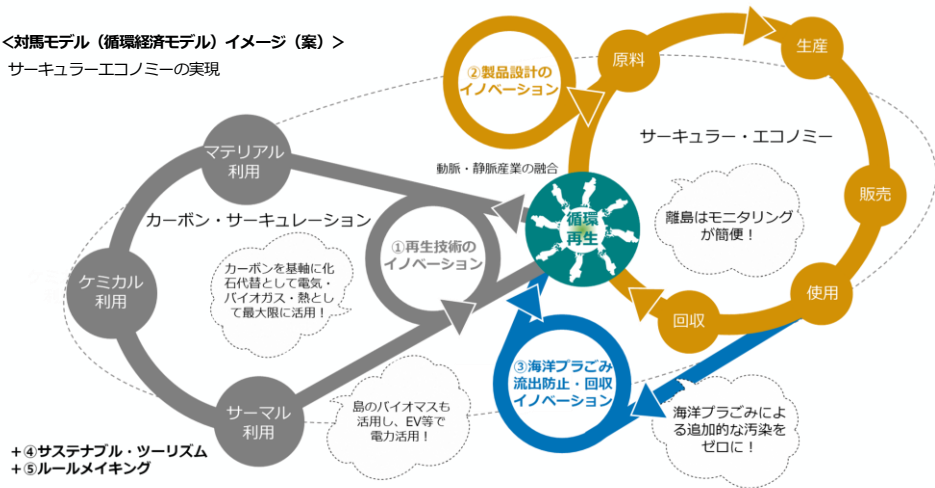 <対馬モデル（循環経済モデル）イメージ（案）>
サーキュラーエコノミーの実現
②製品設計の
イノベーション
原料
生産
サーキュラー・エコノミー
販売
離島はモニタリング
が簡便！
使用
回収
動脈・静脈産業の融合
循環
再生
マテリアル
利用
カーボン・サーキュレーション
①再生技術の
イノベーション
ケミカル
利用
カーボンを基軸に化
石代替として電気・
バイオガス・熱とし
て最大限に活用！
サーマル
利用
島のバイオマスも
活用し、EV等で
電力活用！
③海洋プラごみ
流出防止・回収
イノベーション
海洋プラごみによ
る追加的な汚染を
ゼロに！
+④サステナブル・ツーリズム
+⑤ルールメイキング